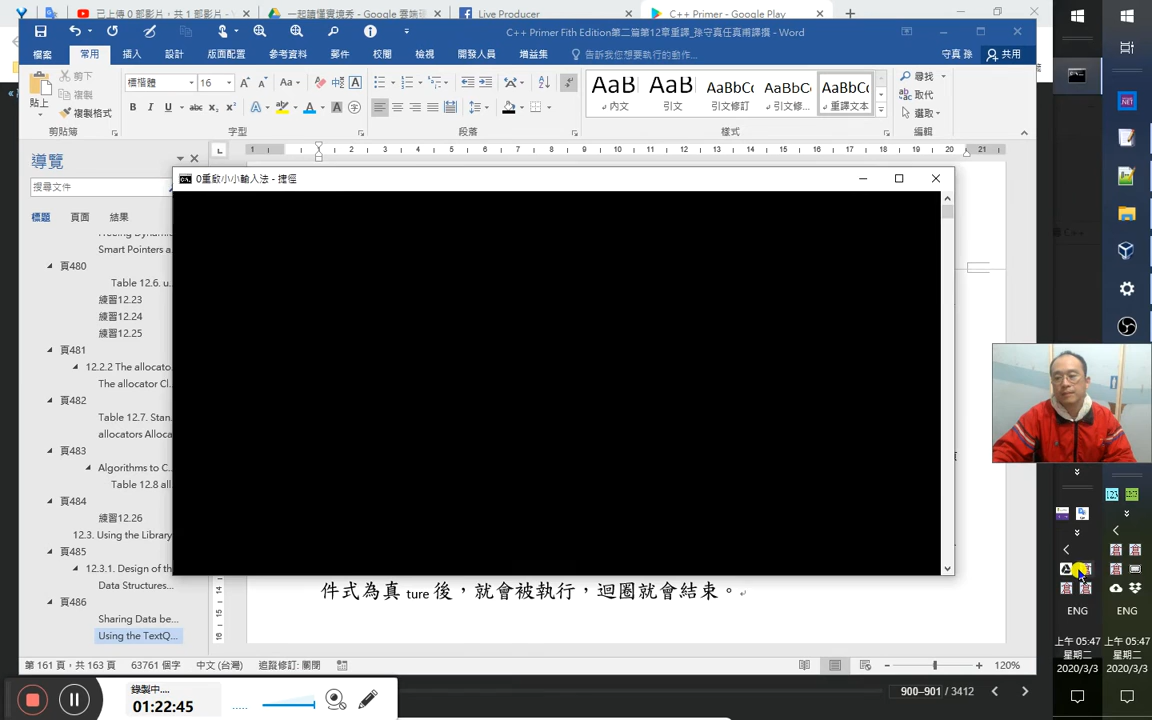 已上傳 0 部影片，共 1 部影片 -
一起讀懂實境秀 - Google 雲端
Live Producer
C++ Primer - Google Play
C++ Primer Fith Edition第二篇第12章重譯_孫守真任真甫譯攝 - Word
檔案 常用 插入 設計 版面配置 參考資料 郵件 校閱 檢視 開發人員 增益集 告訴我您想要執行的動作... 守真 孫 共用
貼上 剪下 複製 複製格式
標楷體 16
AaB AaB AaBbCc AaBbC AaBbC
內文 引文 引文修訂 引文修... 重譯文本
尋找 取代 選取
剪貼簿 字型 段落 樣式 編輯
導覽
搜尋文件
標題 頁面 結果
Smart Pointers a...
頁480
Table 12.6. u...
練習12.23
練習12.24
練習12.25
頁481
12.2.2 The allocato...
The allocator Cl...
頁482
Table 12.7. Stan...
allocators Alloca...
頁483
Algorithms to C...
Table 12.8 all...
頁484
練習12.26
12.3. Using the Library...
頁485
12.3.1. Design of th...
Data Structures...
頁486
Sharing Data be...
Using the TextQ...
0重啟小小輸入法 - 捷徑
件式為真 ture 後，就會被執行，迴圈就會結束。
第 161 頁，共 163 頁 63761 個字 中文 (台灣) 追蹤修訂: 關閉 120%
錄製中....
01:22:45
900–901 / 3412
ENG ENG
上午 05:47 上午 05:47
星期二 星期二
2020/3/3 2020/3/3